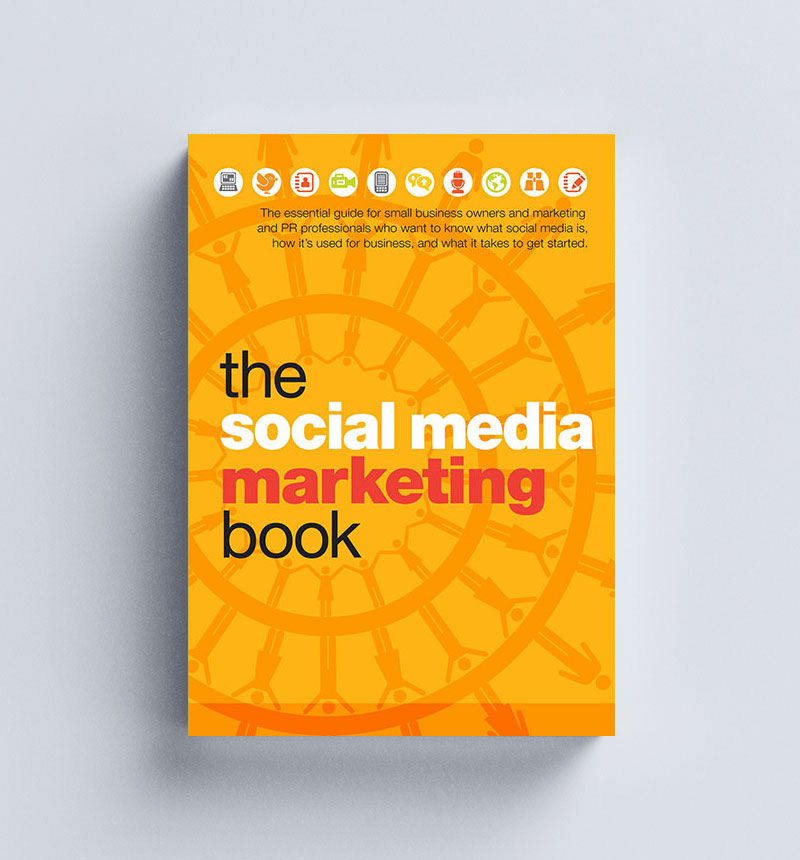 The essential guide for small business owners and marketing
and PR professionals who want to know what social media is,
how it's used for business, and what it takes to get started.
the
social media
marketing
book